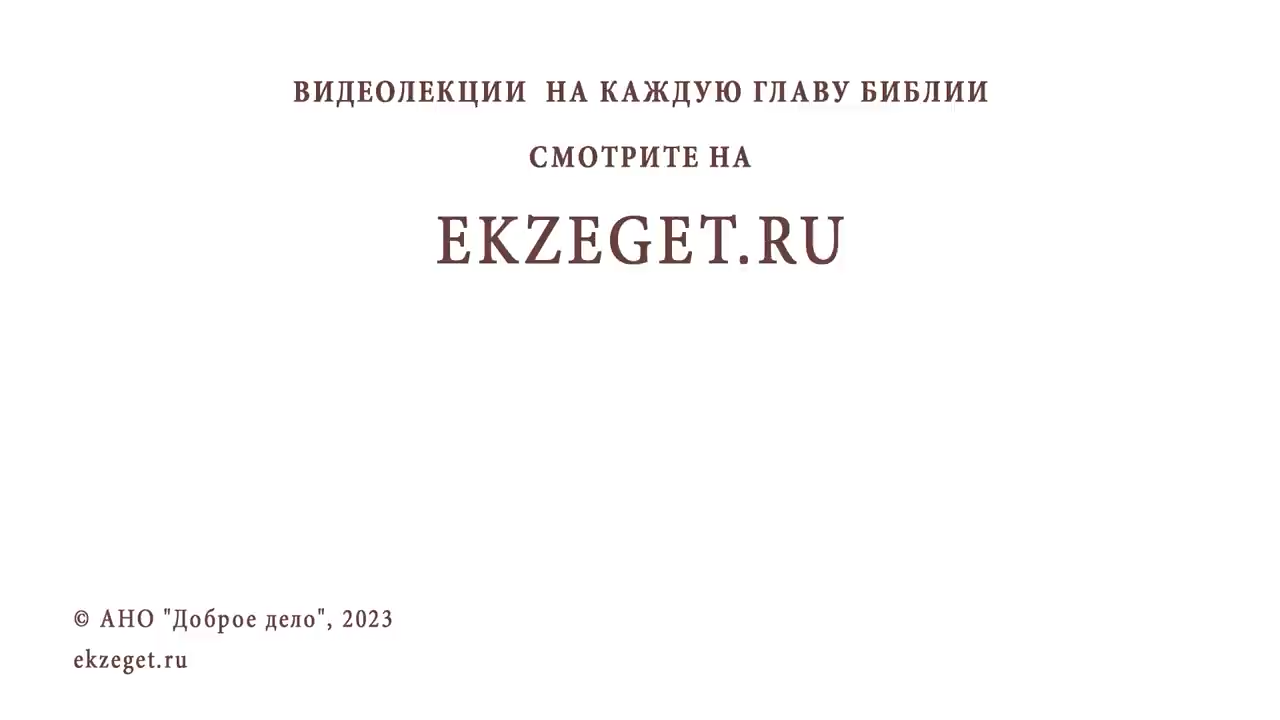 ВИДЕОЛЕКЦИИ НА КАЖДУЮ ГЛАВУ БИБЛИИ
СМОТРИТЕ НА
EKZEGET.RU
© АНО "Доброе дело", 2023
ekzeget.ru